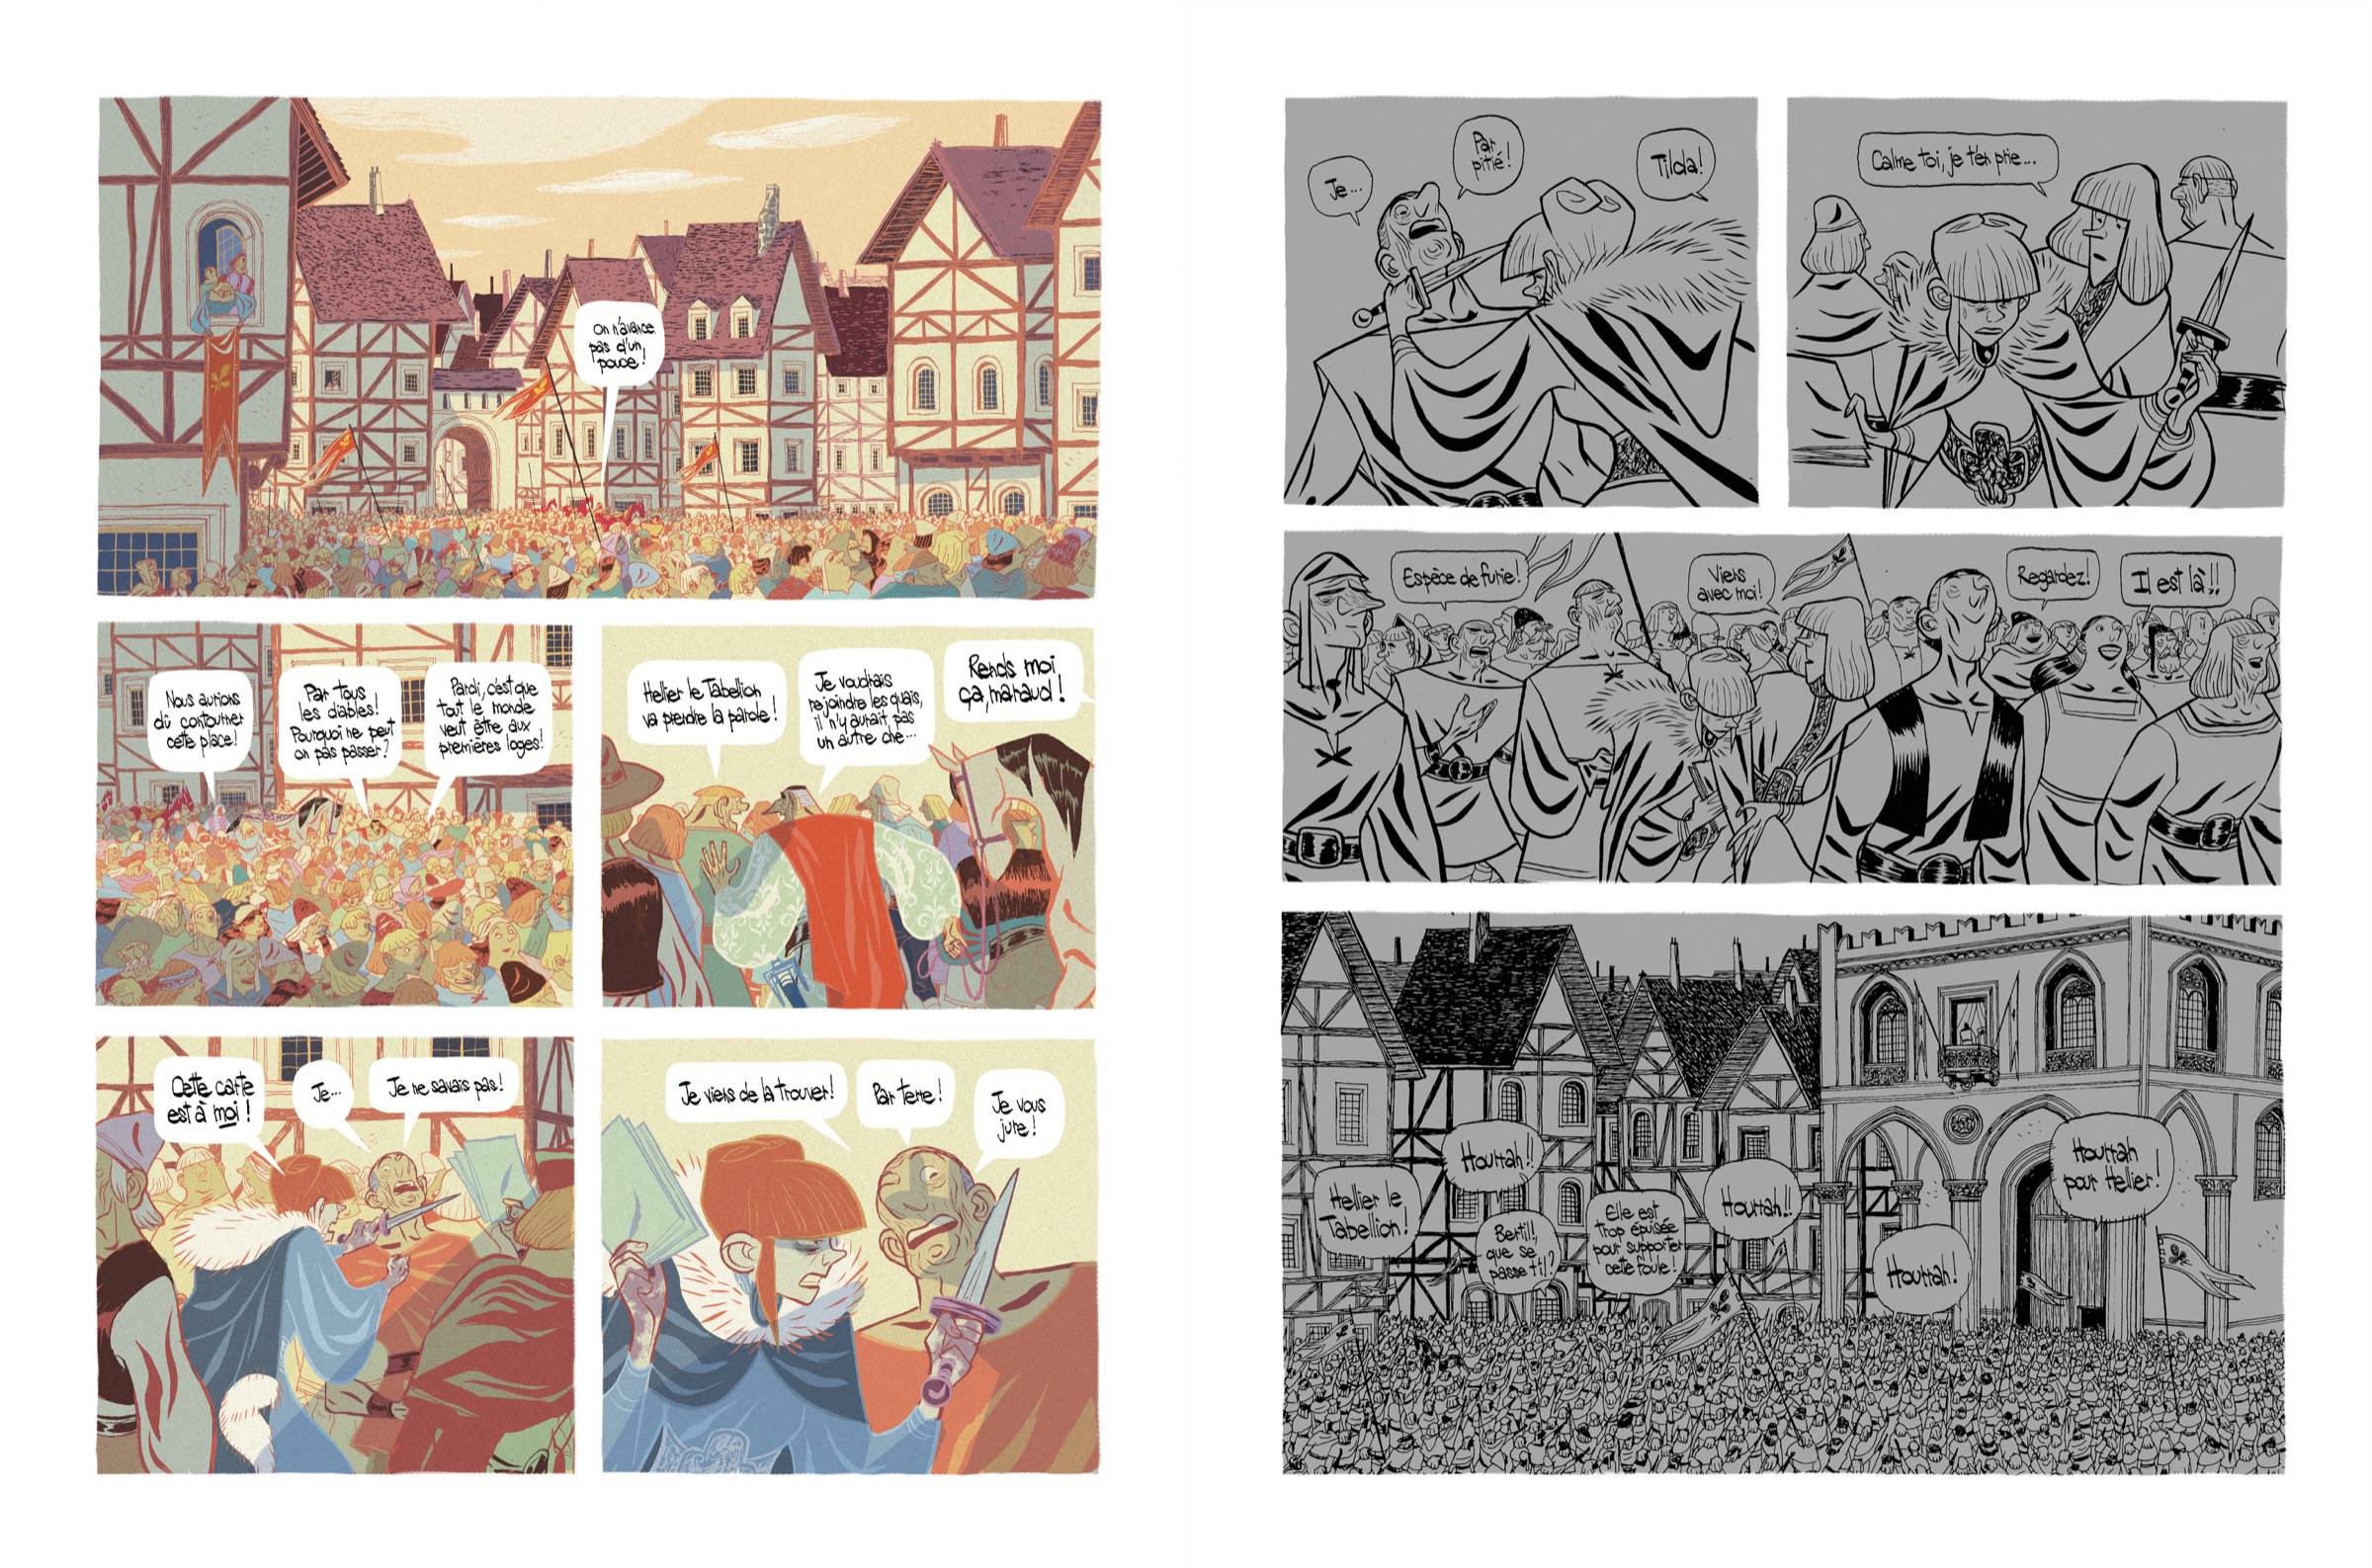 On n'avance
pas d'un
pouce!
Nous aurions
dû contourner
cette place!
Par tous
les diables!
Pourquoi ne peut
on pas passer?
Pardi, c'est que
tout le monde
veut être aux
premières loges!
Hellier le Tabellion
va prendre la parole!
Je voudrais
rejoindre les quais,
il n'y aurait pas
un autre che...
Rends moi
ça, maraud!
Cette carte
est à moi!
Je...
Je ne savais pas!
Je viens de la trouver!
Par terre!
Je vous
jure!
Je...
Par
pitié!
Tilda!
Calme toi, je t'en prie...
Espèce de furie!
Viens
avec moi!
Regardez!
Il est là!!
Hellier le
Tabellion!
Hourrah!!
Bertil!,
que se
passe t'il?
Elle est
trop épuisée
pour supporter
cette foule!
Hourrah!!
Hourrah!
Hourrah
pour Hellier!